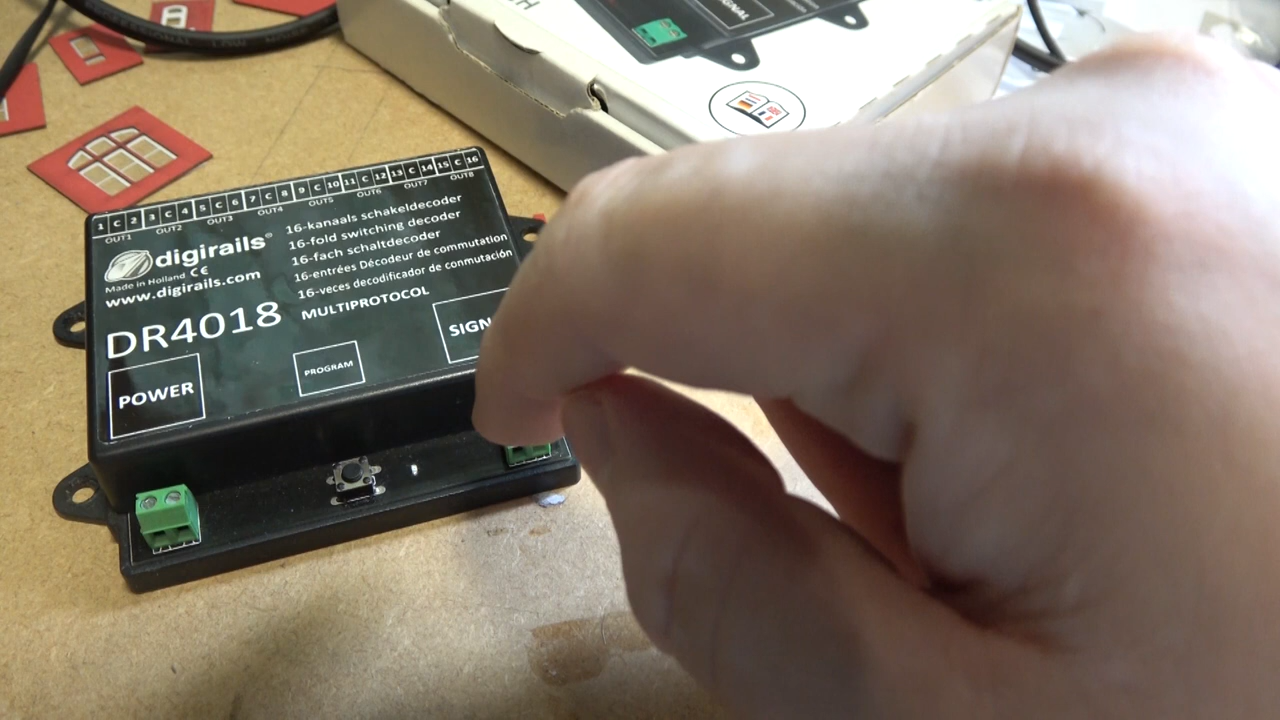 1 C 2 3 C 4 5 C 6 7 C 8 9 C 10 11 C 12 13 C 14 15 C 16
OUT1 OUT2 OUT3 OUT4 OUT5 OUT6 OUT7 OUT8
digirails®
Made in Holland CE
www.digirails.com
16-kanaals schakeldecoder
16-fold switching decoder
16-fach schaltdecoder
16-entrées Décodeur de commutation
16-veces decodificador de conmutación
DR4018
MULTIPROTOCOL
POWER
PROGRAM
SIGN